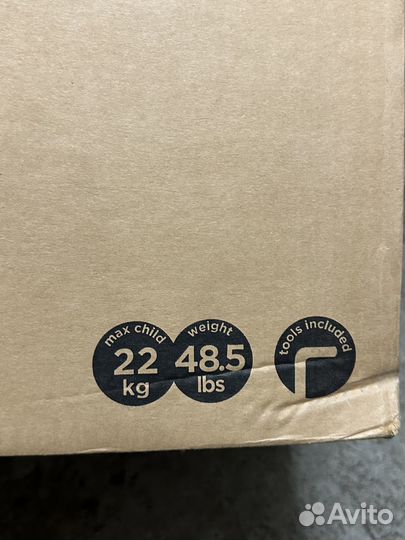 max child weight
22 48.5
kg lbs
tools included
Avito